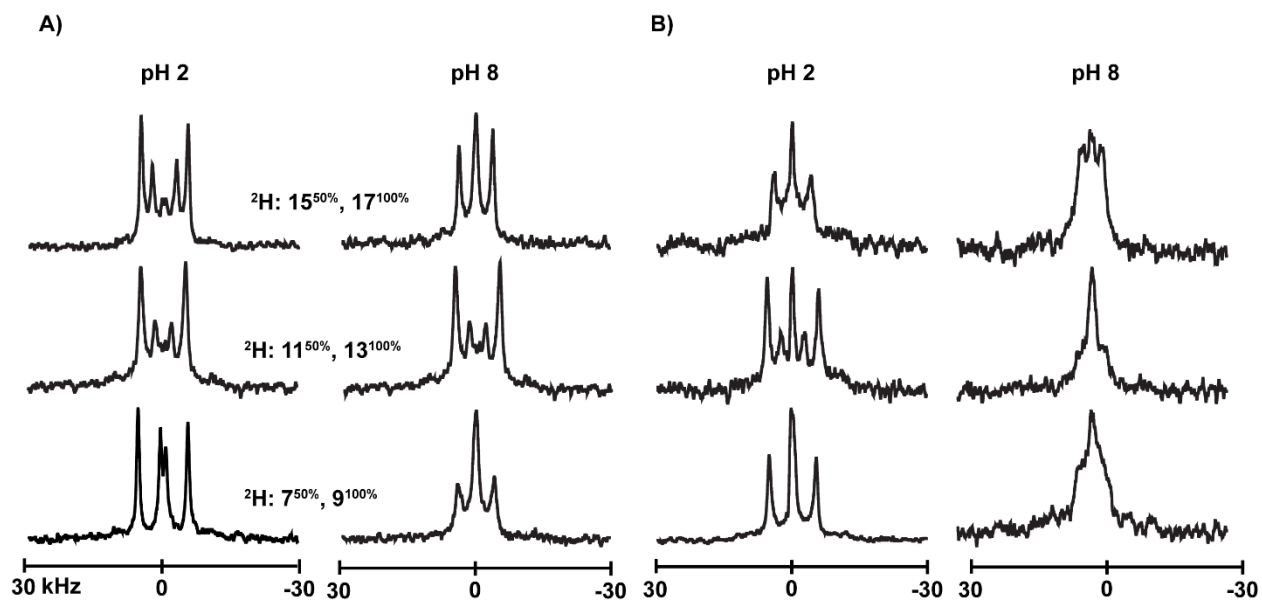 A) B)
pH 2 pH 8 pH 2 pH 8
²H: 15⁵⁰%, 17¹⁰⁰%
²H: 11⁵⁰%, 13¹⁰⁰%
²H: 7⁵⁰%, 9¹⁰⁰%
30 kHz 0 -30 30 0 -30 30 0 -30 30 0 -30